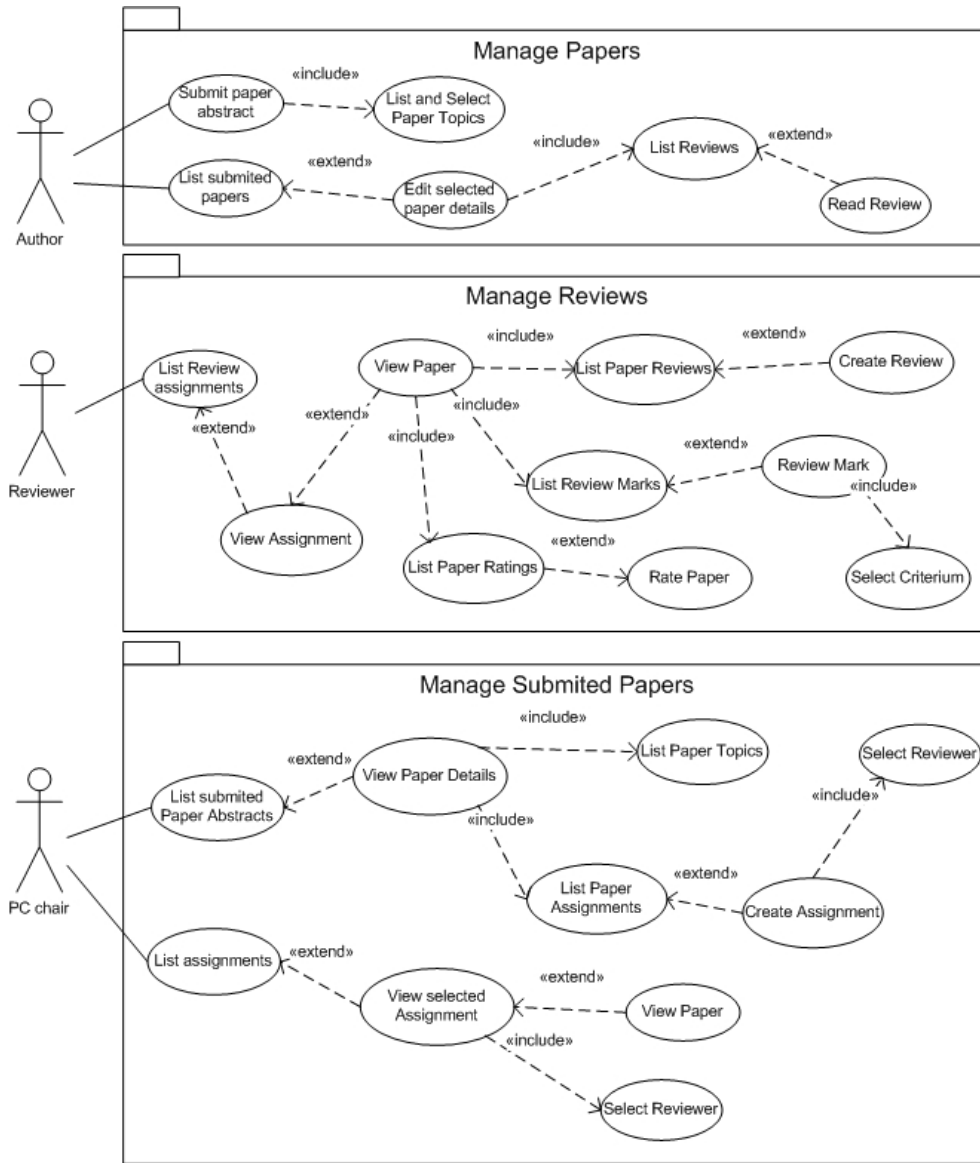 Manage Papers
«include»
Submit paper
abstract
List and Select
Paper Topics
«include»
List Reviews
«extend»
«extend»
List submited
papers
Edit selected
paper details
Read Review
Author
Manage Reviews
«include»
«extend»
List Review
assignments
View Paper
List Paper Reviews
Create Review
«extend»
«extend»
«include»
«include»
«extend»
Review Mark
«include»
Reviewer
List Review Marks
View Assignment
«extend»
List Paper Ratings
Rate Paper
Select Criterium
Manage Submited Papers
«include»
List Paper Topics
Select Reviewer
«extend»
View Paper Details
«include»
List submited
Paper Abstracts
«include»
«extend»
List Paper
Assignments
Create Assignment
PC chair
«extend»
List assignments
«extend»
View selected
Assignment
View Paper
«include»
Select Reviewer